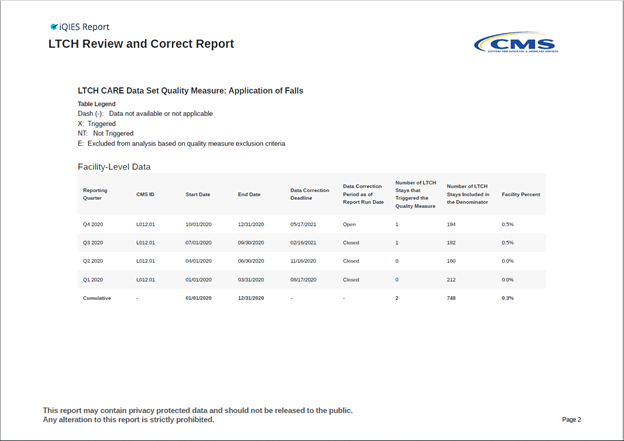 iQIES Report
LTCH Review and Correct Report
CMS
CENTERS FOR MEDICARE & MEDICAID SERVICES
LTCH CARE Data Set Quality Measure: Application of Falls
Table Legend
Dash (-): Data not available or not applicable
X: Triggered
NT: Not Triggered
E: Excluded from analysis based on quality measure exclusion criteria
Facility-Level Data
Reporting Quarter CMS ID Start Date End Date Data Correction Deadline Data Correction Period as of Report Run Date Number of LTCH Stays that Triggered the Quality Measure Number of LTCH Stays Included in the Denominator Facility Percent
Q4 2020 L012.01 10/01/2020 12/31/2020 05/17/2021 Open 1 184 0.5%
Q3 2020 L012.01 07/01/2020 09/30/2020 02/16/2021 Closed 1 192 0.5%
Q2 2020 L012.01 04/01/2020 06/30/2020 11/16/2020 Closed 0 160 0.0%
Q1 2020 L012.01 01/01/2020 03/31/2020 08/17/2020 Closed 0 212 0.0%
Cumulative - 01/01/2020 12/31/2020 - - 2 748 0.3%
This report may contain privacy protected data and should not be released to the public.
Any alteration to this report is strictly prohibited.
Page 2